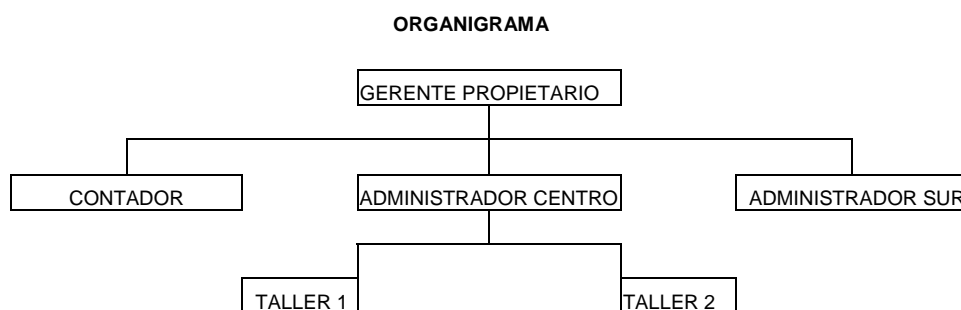 ORGANIGRAMA
GERENTE PROPIETARIO
CONTADOR
ADMINISTRADOR CENTRO
ADMINISTRADOR SUR
TALLER 1
TALLER 2